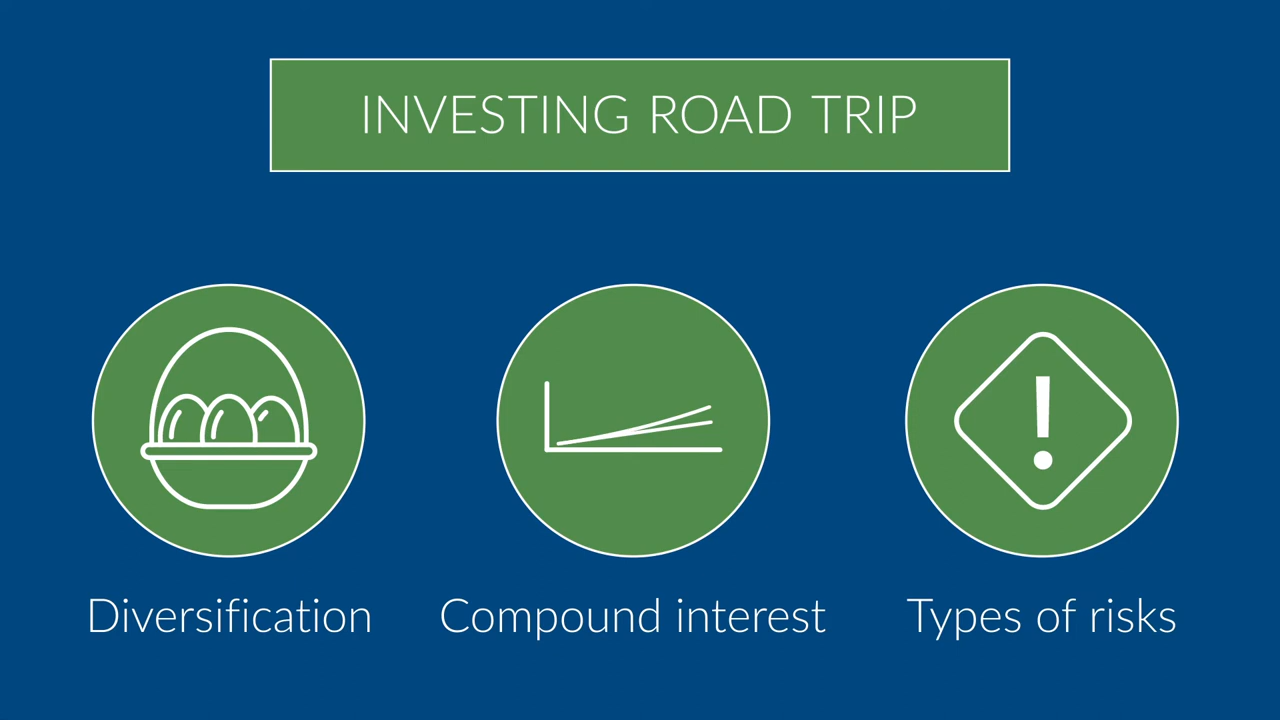 INVESTING ROAD TRIP
Diversification
Compound interest
Types of risks